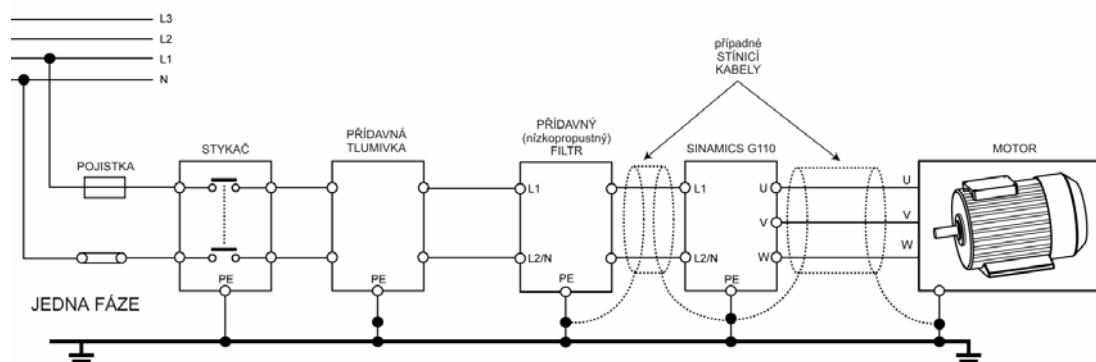 L3
L2
L1
N
případné
STÍNICÍ
KABELY
POJISTKA
STYKAČ
PŘÍDAVNÁ
TLUMIVKA
PŘÍDAVNÝ
(nízkopropustný)
FILTR
SINAMICS G110
MOTOR
L1
L1
U
U
V
V
W
W
L2/N
L2/N
PE
PE
PE
PE
JEDNA FÁZE